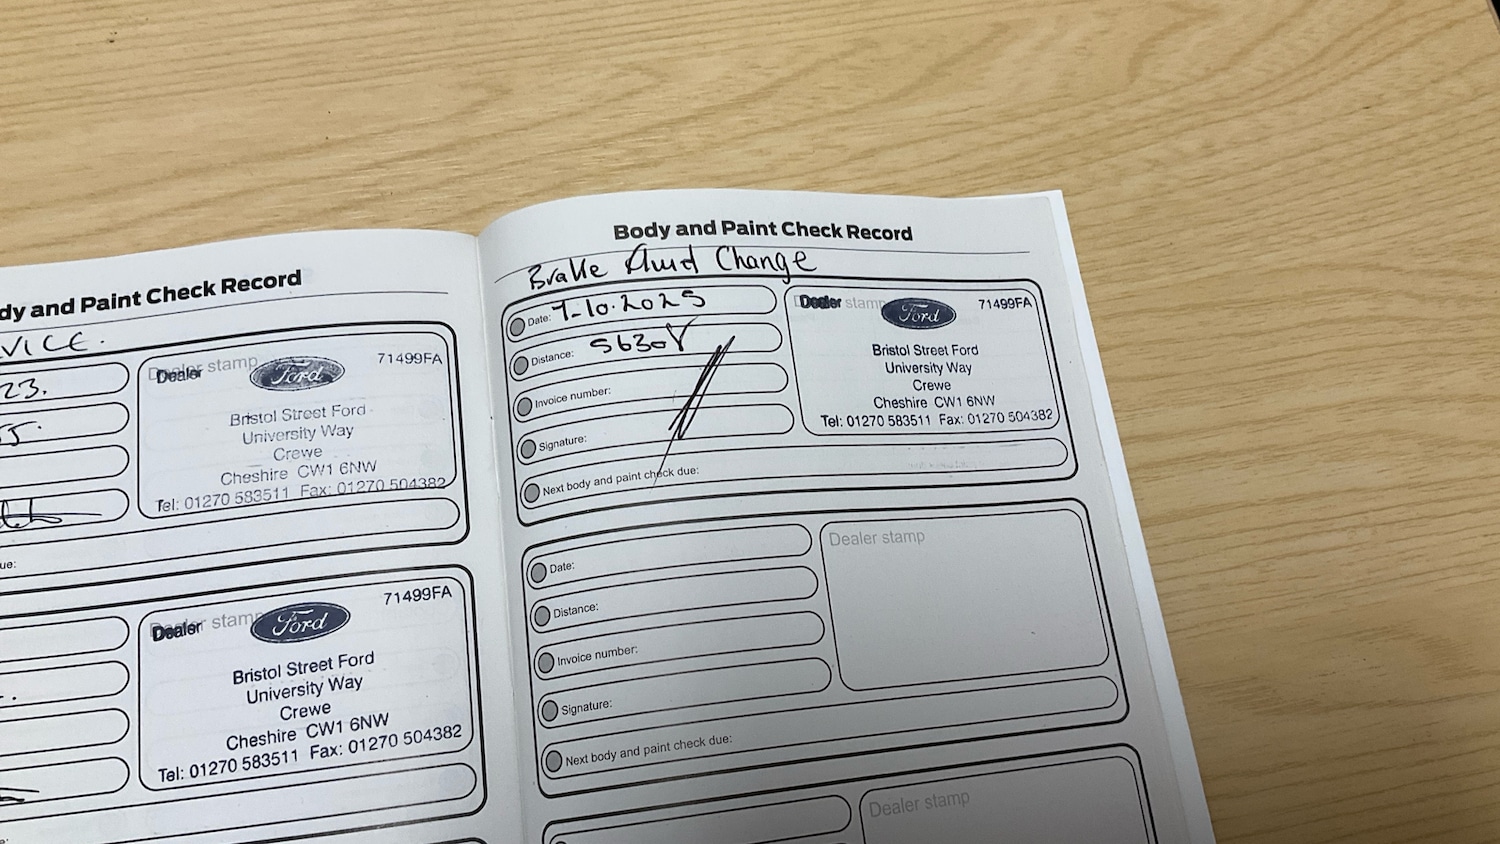 dy and Paint Check Record
VICE.
23.
55.
ue:
Dealer stamp
Dealer
Ford
71499FA
Bristol Street Ford
University Way
Crewe
Cheshire CW1 6NW
Tel: 01270 583511 Fax: 01270 504382
Dealer stamp
Dealer
Ford
71499FA
Bristol Street Ford
University Way
Crewe
Cheshire CW1 6NW
Tel: 01270 583511 Fax: 01270 504382
Body and Paint Check Record
Brake fluid Change
Date: 7-10.2025
Distance:
Invoice number:
Signature:
Next body and paint check due:
Dealer stamp
Dealer
Ford
71499FA
Bristol Street Ford
University Way
Crewe
Cheshire CW1 6NW
Tel: 01270 583511 Fax: 01270 504382
Date:
Distance:
Invoice number:
Signature:
Next body and paint check due:
Dealer stamp
Dealer stamp